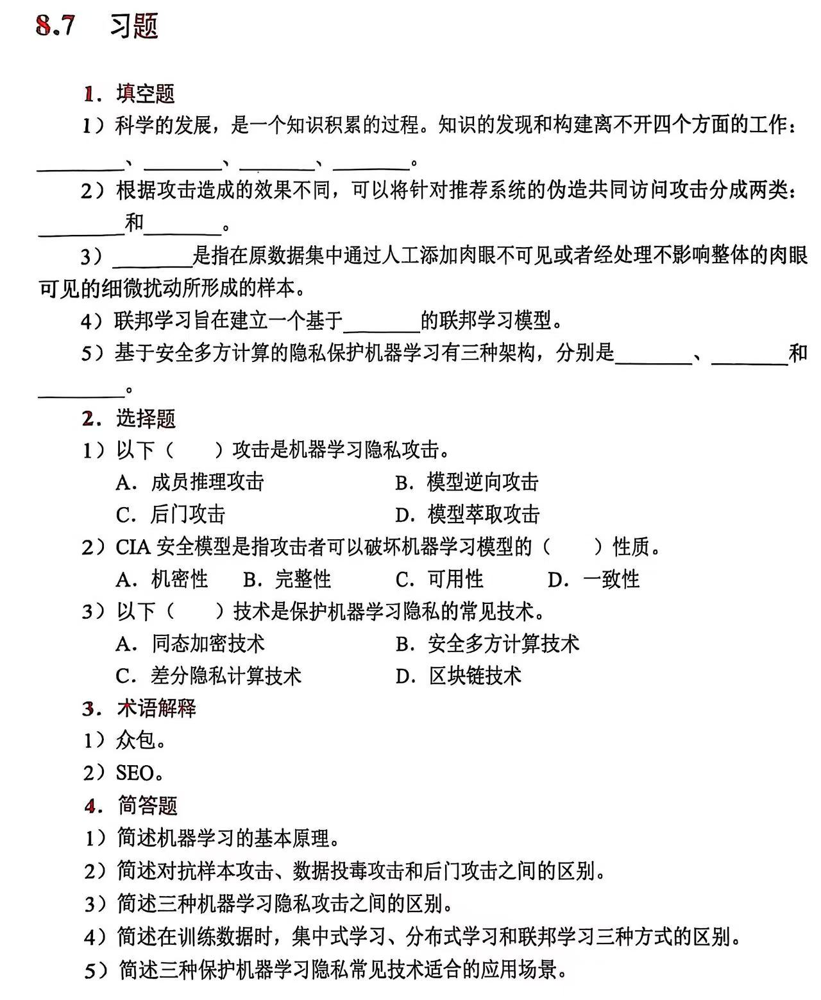 8.7 习题
1. 填空题
1）科学的发展，是一个知识积累的过程。知识的发现和构建离不开四个方面的工作：
________、________、________、________。
2）根据攻击造成的效果不同，可以将针对推荐系统的伪造共同访问攻击分成两类：
________和________。
3）________是指在原数据集中通过人工添加肉眼不可见或者经处理不影响整体的肉眼
可见的细微扰动所形成的样本。
4）联邦学习旨在建立一个基于________的联邦学习模型。
5）基于安全多方计算的隐私保护机器学习有三种架构，分别是________、________和
________。
2. 选择题
1）以下（　　）攻击是机器学习隐私攻击。
A. 成员推理攻击　　B. 模型逆向攻击
C. 后门攻击　　D. 模型萃取攻击
2）CIA 安全模型是指攻击者可以破坏机器学习模型的（　　）性质。
A. 机密性　　B. 完整性　　C. 可用性　　D. 一致性
3）以下（　　）技术是保护机器学习隐私的常见技术。
A. 同态加密技术　　B. 安全多方计算技术
C. 差分隐私计算技术　　D. 区块链技术
3. 术语解释
1）众包。
2）SEO。
4. 简答题
1）简述机器学习的基本原理。
2）简述对抗样本攻击、数据投毒攻击和后门攻击之间的区别。
3）简述三种机器学习隐私攻击之间的区别。
4）简述在训练数据时，集中式学习、分布式学习和联邦学习三种方式的区别。
5）简述三种保护机器学习隐私常见技术适合的应用场景。